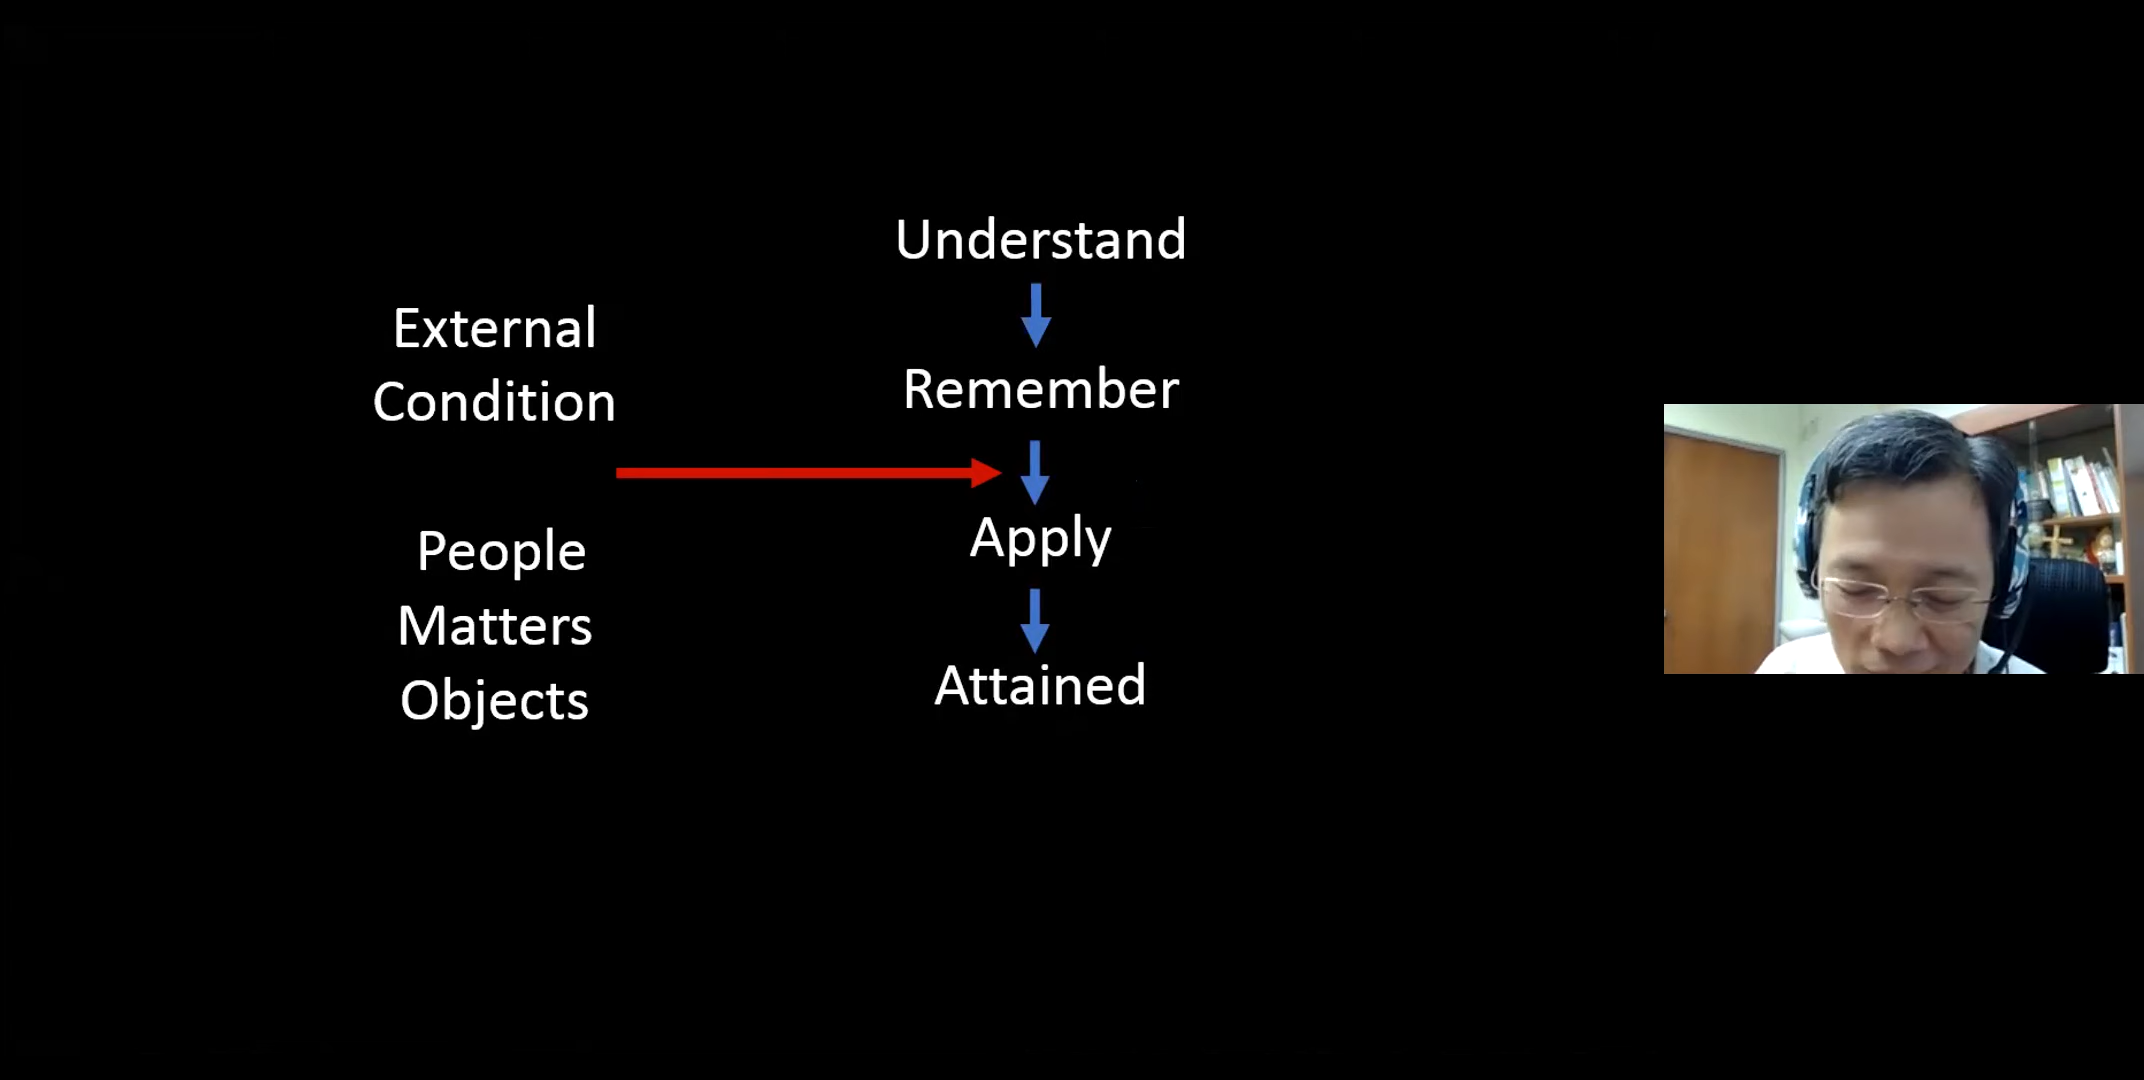 External
Condition
People
Matters
Objects
Understand
Remember
Apply
Attained